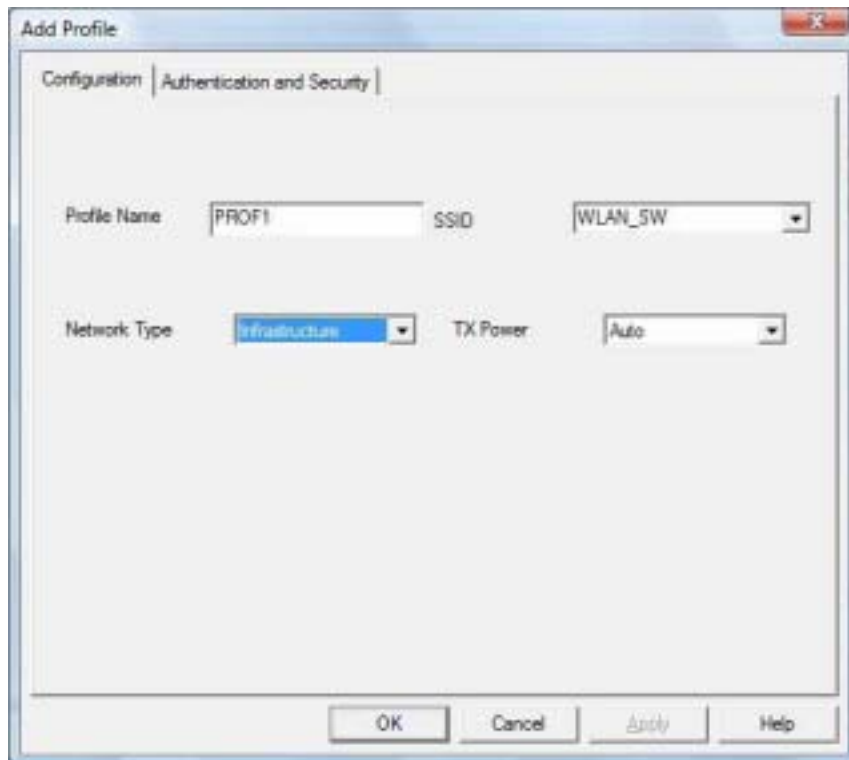 Add Profile
Configuration
Authentication and Security
Profile Name
PROF1
SSID
WLAN_SW
Network Type
Infrastructure
TX Power
Auto
OK
Cancel
Apply
Help